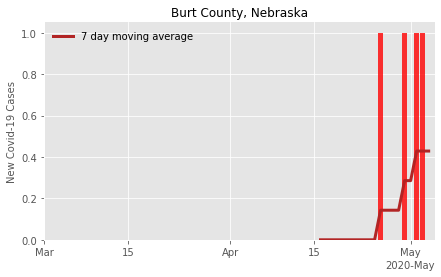 Burt County, Nebraska
7 day moving average
New Covid-19 Cases
1.0
0.8
0.6
0.4
0.2
0.0
Mar 15 Apr 15 May
2020-May